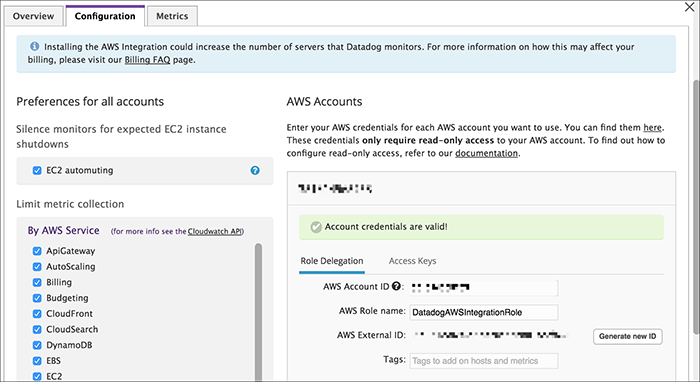 Overview
Configuration
Metrics
Installing the AWS Integration could increase the number of servers that Datadog monitors. For more information on how this may affect your
billing, please visit our Billing FAQ page.
Preferences for all accounts
Silence monitors for expected EC2 instance
shutdowns
EC2 automuting
Limit metric collection
By AWS Service (for more info see the Cloudwatch API)
ApiGateway
AutoScaling
Billing
Budgeting
CloudFront
CloudSearch
DynamoDB
EBS
EC2
AWS Accounts
Enter your AWS credentials for each AWS account you want to use. You can find them here.
These credentials only require read-only access to your AWS account. To find out how to
configure read-only access, refer to our documentation.
Account credentials are valid!
Role Delegation
Access Keys
AWS Account ID ?:
AWS Role name: DatadogAWSIntegrationRole
AWS External ID:
Generate new ID
Tags: Tags to add on hosts and metrics